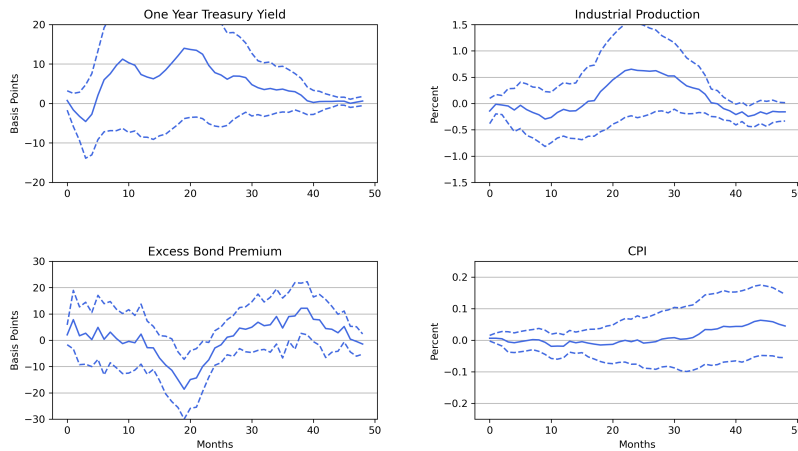 One Year Treasury Yield
Basis Points
20
10
0
−10
−20
0 10 20 30 40 50
Industrial Production
Percent
1.5
1.0
0.5
0.0
−0.5
−1.0
−1.5
0 10 20 30 40 50
Excess Bond Premium
Basis Points
30
20
10
0
−10
−20
−30
0 10 20 30 40 50
Months
CPI
Percent
0.2
0.1
0.0
−0.1
−0.2
0 10 20 30 40 50
Months